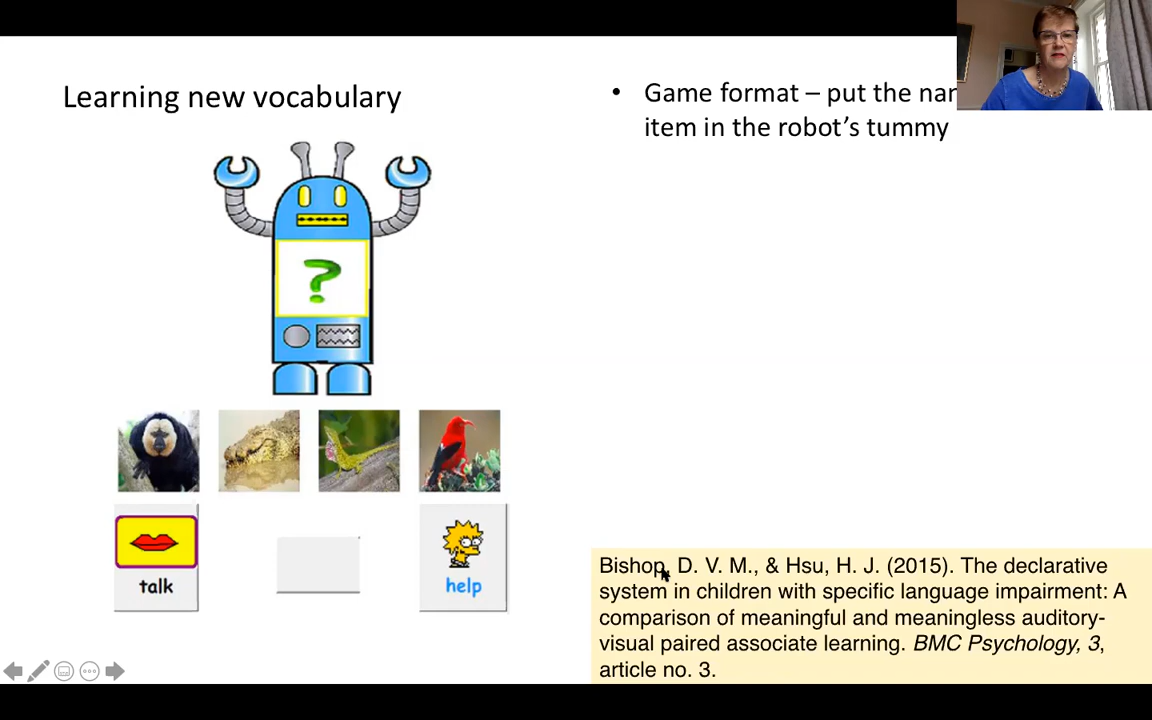 Learning new vocabulary
• Game format – put the
item in the robot's tummy
?
talk
help
Bishop, D. V. M., & Hsu, H. J. (2015). The declarative
system in children with specific language impairment: A
comparison of meaningful and meaningless auditory-
visual paired associate learning. BMC Psychology, 3,
article no. 3.